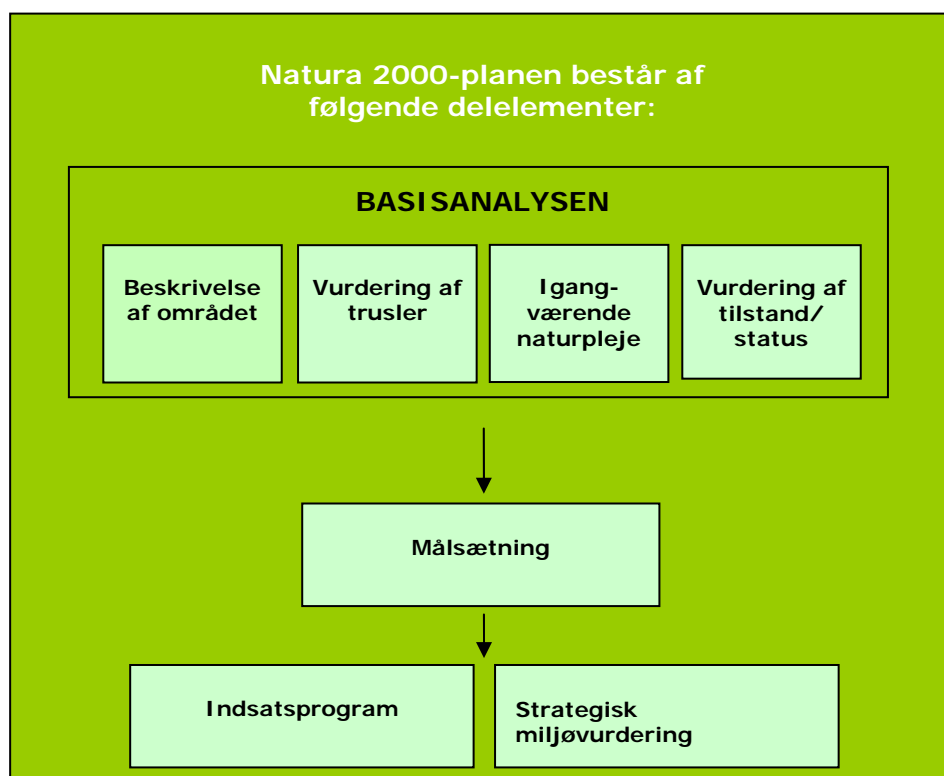 Natura 2000-planen består af
følgende delelementer:
BASISANALYSEN
Beskrivelse
af området
Vurdering af
trusler
Igang-
værende
naturpleje
Vurdering af
tilstand/
status
Målsætning
Indsatsprogram
Strategisk
miljøvurdering